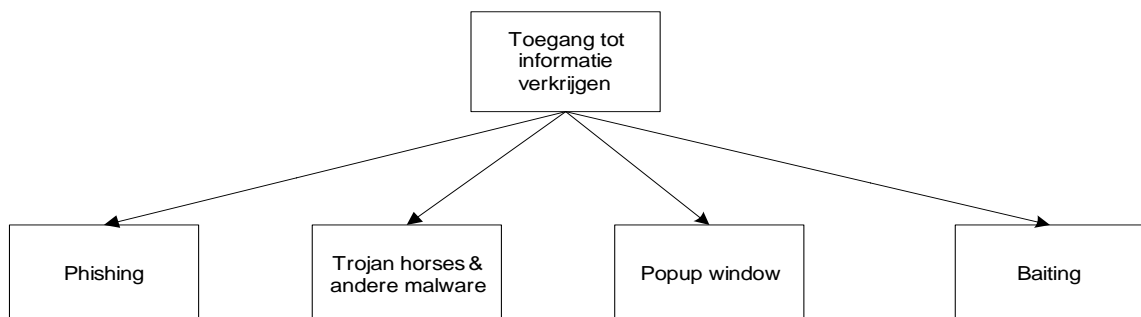 Toegang tot
informatie
verkrijgen
Phishing
Trojan horses &
andere malware
Popup window
Baiting